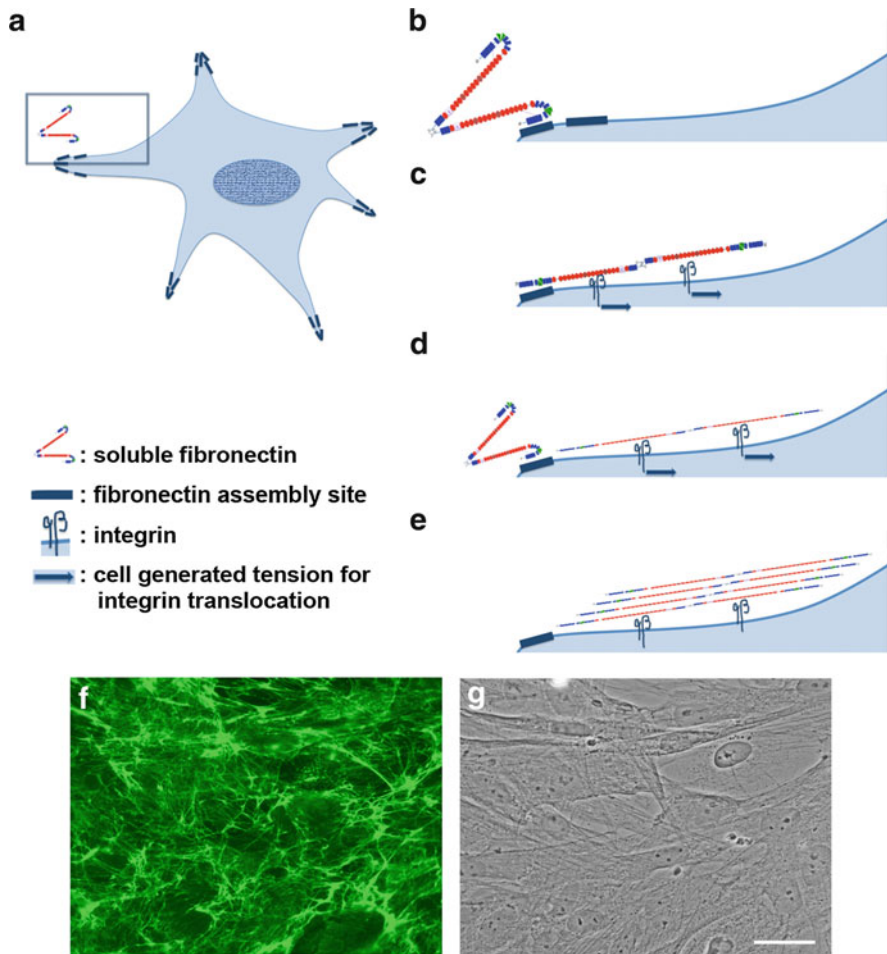 a
b
c
d
: soluble fibronectin
: fibronectin assembly site
: integrin
: cell generated tension for
integrin translocation
e
f
g